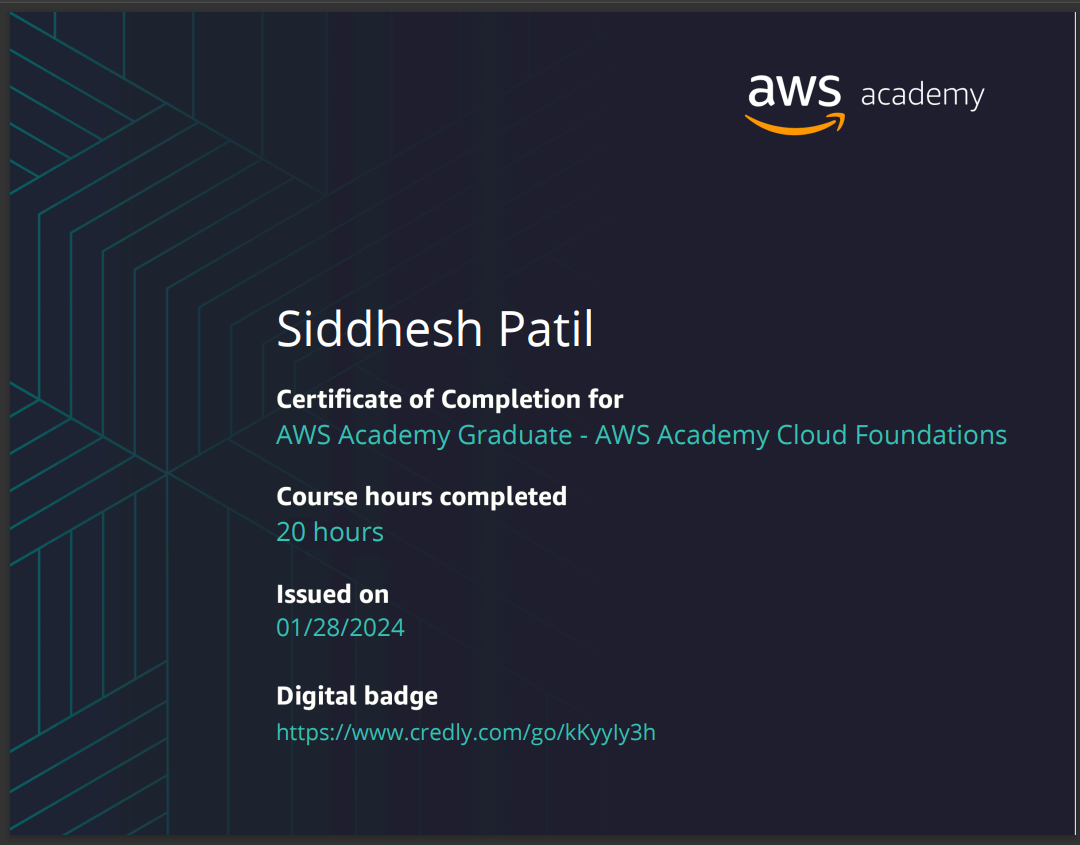 aws academy
Siddhesh Patil
Certificate of Completion for
AWS Academy Graduate - AWS Academy Cloud Foundations
Course hours completed
20 hours
Issued on
01/28/2024
Digital badge
https://www.credly.com/go/kKyyIy3h